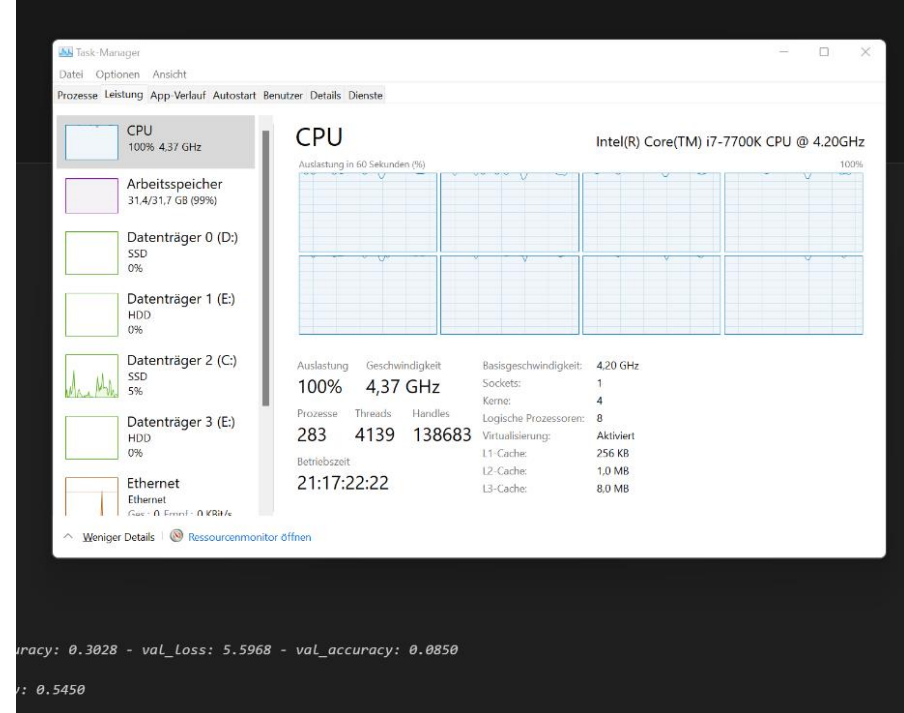 Task-Manager
Datei Optionen Ansicht
Prozesse Leistung App-Verlauf Autostart Benutzer Details Dienste
CPU
100% 4,37 GHz
Arbeitsspeicher
31,4/31,7 GB (99%)
Datenträger 0 (D:)
SSD
0%
Datenträger 1 (E:)
HDD
0%
Datenträger 2 (C:)
SSD
5%
Datenträger 3 (E:)
HDD
0%
Ethernet
Ethernet
Ges.: 0 Empf.: 0 KBit/s
CPU
Intel(R) Core(TM) i7-7700K CPU @ 4.20GHz
Auslastung in 60 Sekunden (%)
100%
Auslastung Geschwindigkeit
100% 4,37 GHz
Prozesse Threads Handles
283 4139 138683
Betriebszeit
21:17:22:22
Basisgeschwindigkeit: 4,20 GHz
Sockets: 1
Kerne: 4
Logische Prozessoren: 8
Virtualisierung: Aktiviert
L1-Cache: 256 KB
L2-Cache: 1,0 MB
L3-Cache: 8,0 MB
Weniger Details
Ressourcenmonitor öffnen
uracy: 0.3028 - val_loss: 5.5968 - val_accuracy: 0.0850
y: 0.5450